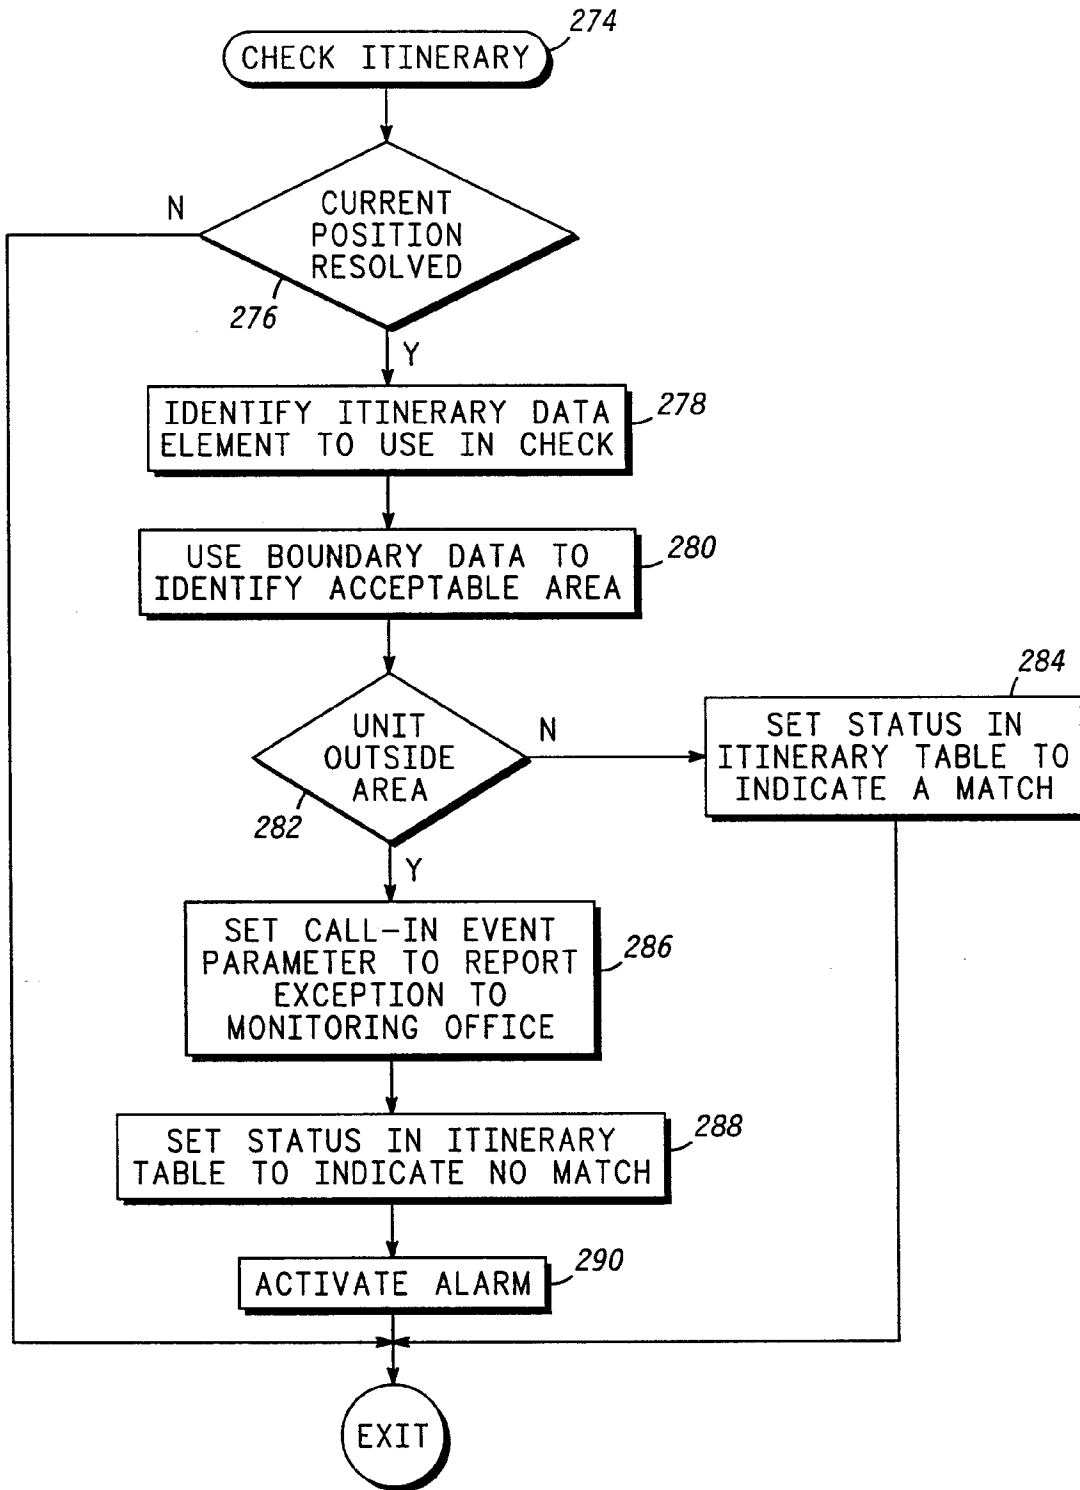 274
CHECK ITINERARY
N
CURRENT
POSITION
RESOLVED
276
Y
278
IDENTIFY ITINERARY DATA
ELEMENT TO USE IN CHECK
280
USE BOUNDARY DATA TO
IDENTIFY ACCEPTABLE AREA
UNIT
OUTSIDE
AREA
282
N
284
SET STATUS IN
ITINERARY TABLE TO
INDICATE A MATCH
Y
SET CALL-IN EVENT
PARAMETER TO REPORT
EXCEPTION TO
MONITORING OFFICE
286
SET STATUS IN ITINERARY
TABLE TO INDICATE NO MATCH
288
ACTIVATE ALARM
290
EXIT